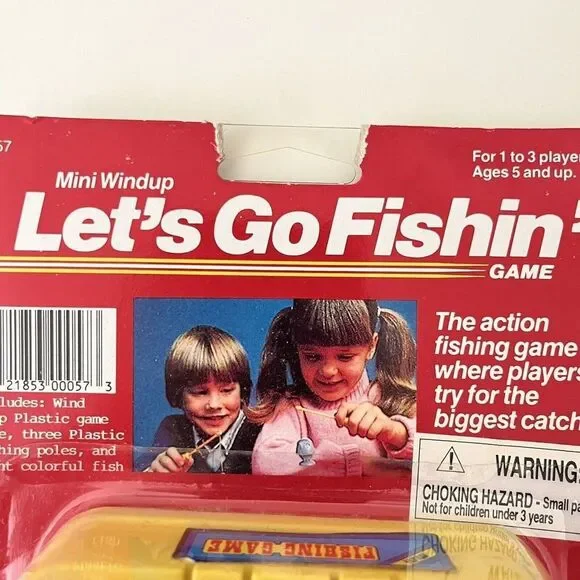 57
For 1 to 3 player
Ages 5 and up.
Mini Windup
Let's Go Fishin'
GAME
21853 00057 3
ludes: Wind
p Plastic game
e, three Plastic
hing poles, and
ht colorful fish
The action
fishing game
where players
try for the
biggest catch
WARNING:
CHOKING HAZARD - Small pa
Not for children under 3 years
FISHING GAME